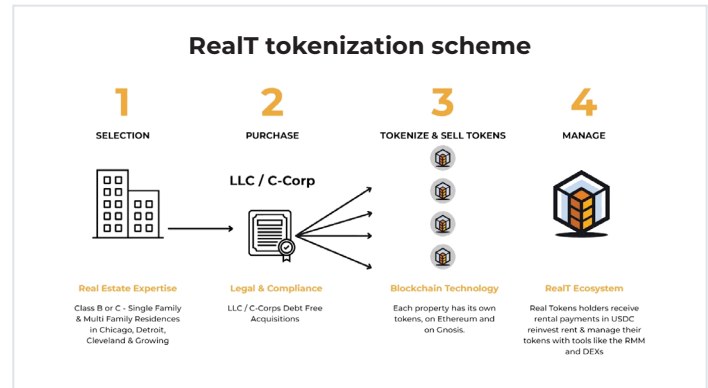 RealT tokenization scheme
1
2
3
4
SELECTION
PURCHASE
TOKENIZE & SELL TOKENS
MANAGE
LLC / C-Corp
Real Estate Expertise
Legal & Compliance
Blockchain Technology
RealT Ecosystem
Class B or C - Single Family
& Multi Family Residences
in Chicago, Detroit,
Cleveland & Growing
LLC / C-Corps Debt Free
Acquisitions
Each property has its own
tokens, on Ethereum and
on Gnosis.
Real Tokens holders receive
rental payments in USDC
reinvest rent & manage their
tokens with tools like the RMM
and DEXs